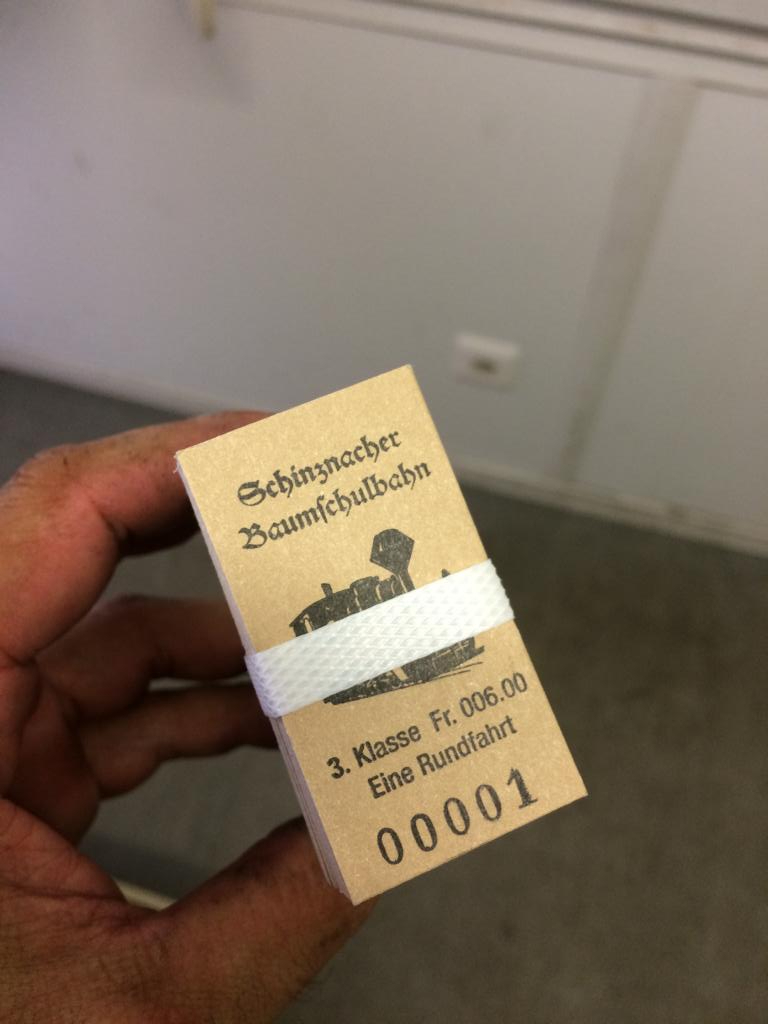 Schinznacher
Baumſchulbahn
3. Klasse Fr. 006.00
Eine Rundfahrt
00001